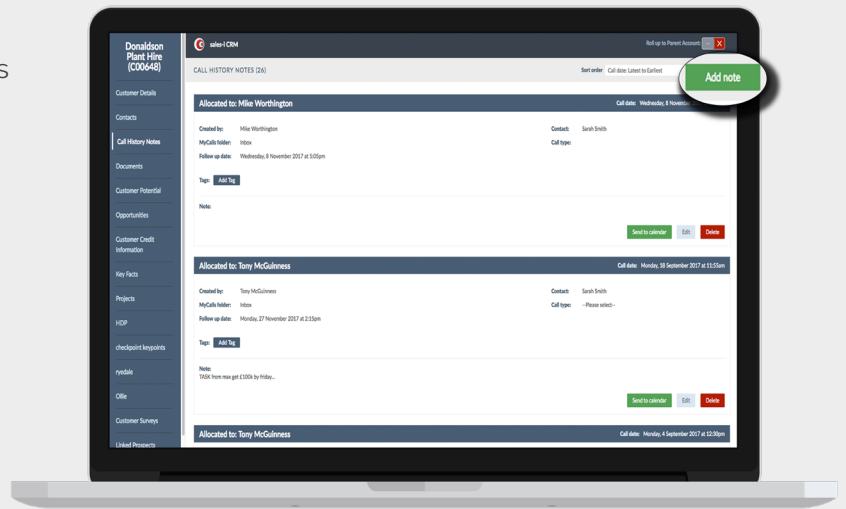 s
Donaldson
Plant Hire
(C00648)
Customer Details
Contacts
Call History Notes
Documents
Customer Potential
Opportunities
Customer Credit
Information
Key Facts
Projects
HDP
checkpoint keypoints
ryedale
Ollie
Customer Surveys
Linked Prospects
sales-i CRM
Roll up to Parent Account: – X
CALL HISTORY NOTES (26)
Sort order Call date: Latest to Earliest
Add note
Allocated to: Mike Worthington
Call date: Wednesday, 8 November
Created by: Mike Worthington
Contact: Sarah Smith
MyCalls folder: Inbox
Call type:
Follow up date: Wednesday, 8 November 2017 at 5:05pm
Tags: Add Tag
Note:
Send to calendar Edit Delete
Allocated to: Tony McGuinness
Call date: Monday, 18 September 2017 at 11:55am
Created by: Tony McGuinness
Contact: Sarah Smith
MyCalls folder: Inbox
Call type: --Please select--
Follow up date: Monday, 27 November 2017 at 2:15pm
Tags: Add Tag
Note:
TASK from max get £100k by friday...
Send to calendar Edit Delete
Allocated to: Tony McGuinness
Call date: Monday, 4 September 2017 at 12:30pm